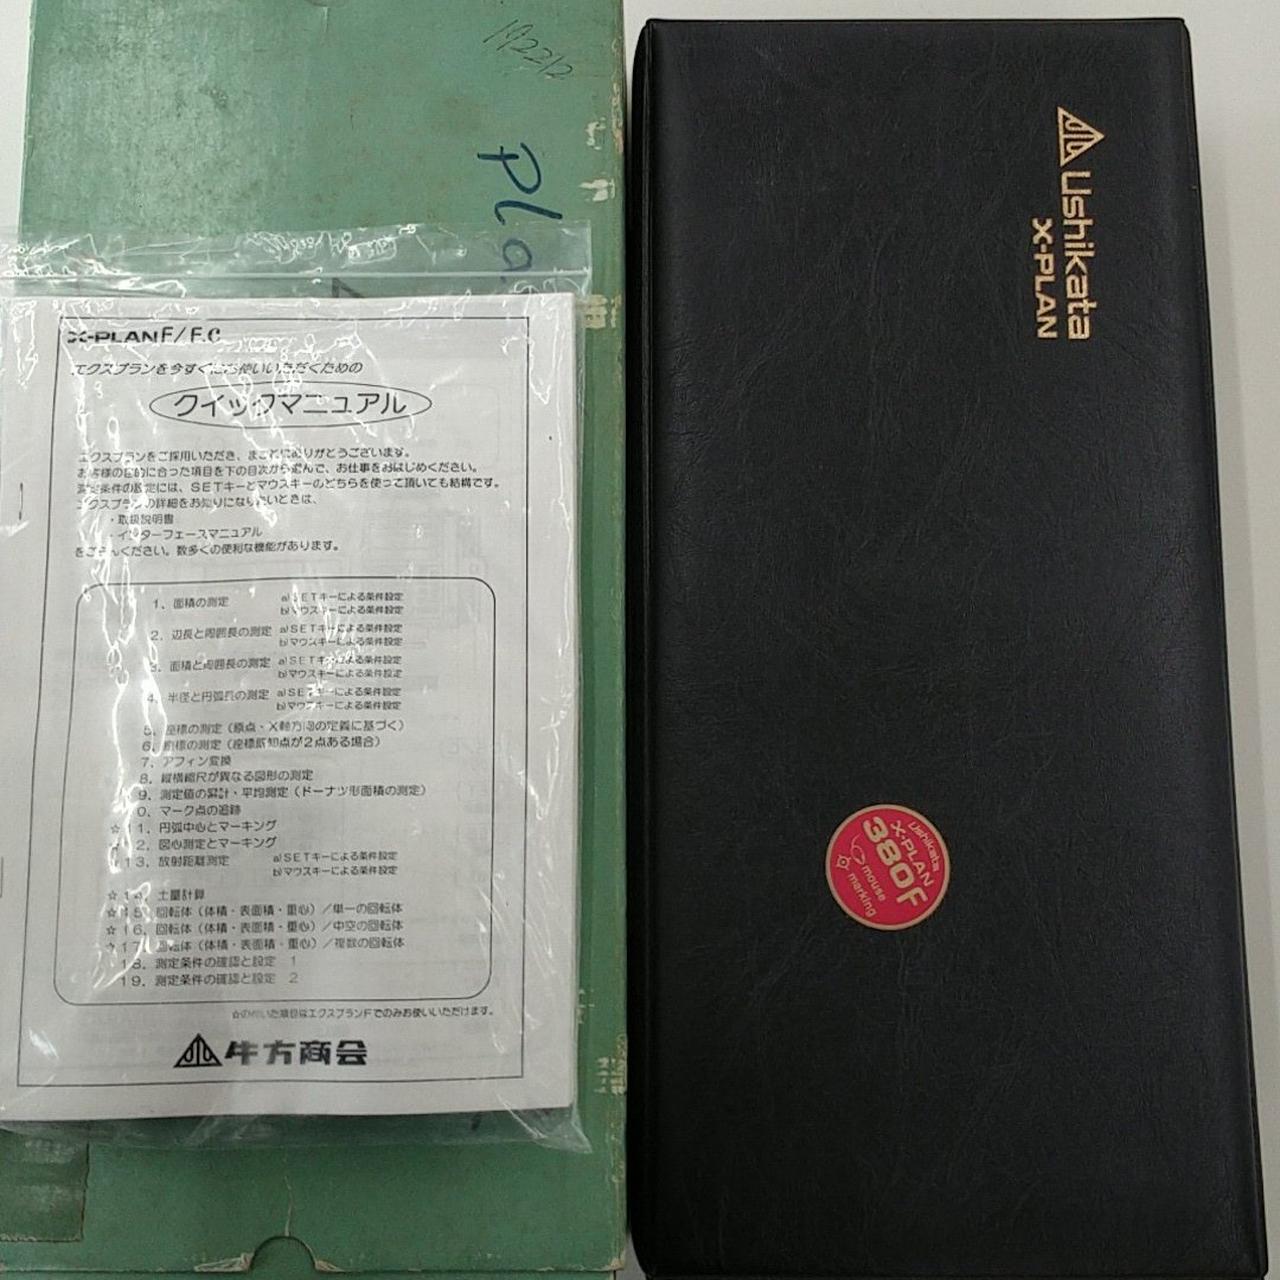 Pla
X-PLAN F/F.C
エクスプランを今すぐにお使いいただくための
クイックマニュアル
エクスプランをご採用いただき、まことにありがとうございます。
お客様の目的に合った項目を下の目次から選んで、お仕事をおはじめください。
測定条件の設定には、SETキーとマウスキーのどちらを使って頂いても結構です。
エクスプランの詳細をお知りになりたいときは、
・取扱説明書
・インターフェースマニュアル
をごらんください。数多くの便利な機能があります。
1、面積の測定 a)SETキーによる条件設定
b)マウスキーによる条件設定
2、辺長と周囲長の測定 a)SETキーによる条件設定
b)マウスキーによる条件設定
3、面積と周囲長の測定 a)SETキーによる条件設定
b)マウスキーによる条件設定
4、半径と円弧長の測定 a)SETキーによる条件設定
b)マウスキーによる条件設定
5、座標の測定(原点・X軸方向の定義に基づく)
6、座標の測定(座標既知点が2点ある場合)
7、アフィン変換
8、縦横縮尺が異なる図形の測定
9、測定値の累計・平均測定(ドーナツ形面積の測定)
0、マーク点の追跡
☆11、円弧中心とマーキング
☆12、図心測定とマーキング
☆13、放射距離測定 a)SETキーによる条件設定
b)マウスキーによる条件設定
☆14、土量計算
☆15、回転体(体積・表面積・重心)/単一の回転体
☆16、回転体(体積・表面積・重心)/中空の回転体
☆17、回転体(体積・表面積・重心)/複数の回転体
18、測定条件の確認と設定 1
19、測定条件の確認と設定 2
☆の付いた項目はエクスプランFでのみお使いいただけます。
牛方商会
Ushikata
X-PLAN
Ushikata
X-PLAN
380F
mouse
marking